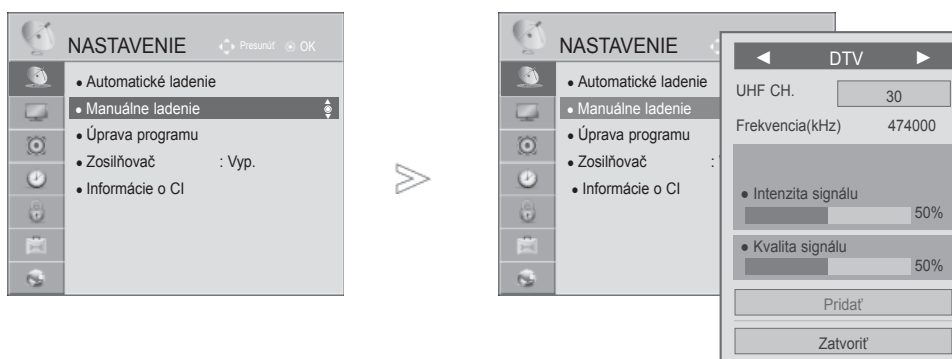 NASTAVENIE Presunúť OK
• Automatické ladenie
• Manuálne ladenie
• Úprava programu
• Zosilňovač : Vyp.
• Informácie o CI
NASTAVENIE
• Automatické ladenie
• Manuálne ladenie
• Úprava programu
• Zosilňovač :
• Informácie o CI
◄ DTV ►
UHF CH. 30
Frekvencia(kHz) 474000
• Intenzita signálu
50%
• Kvalita signálu
50%
Pridať
Zatvoriť